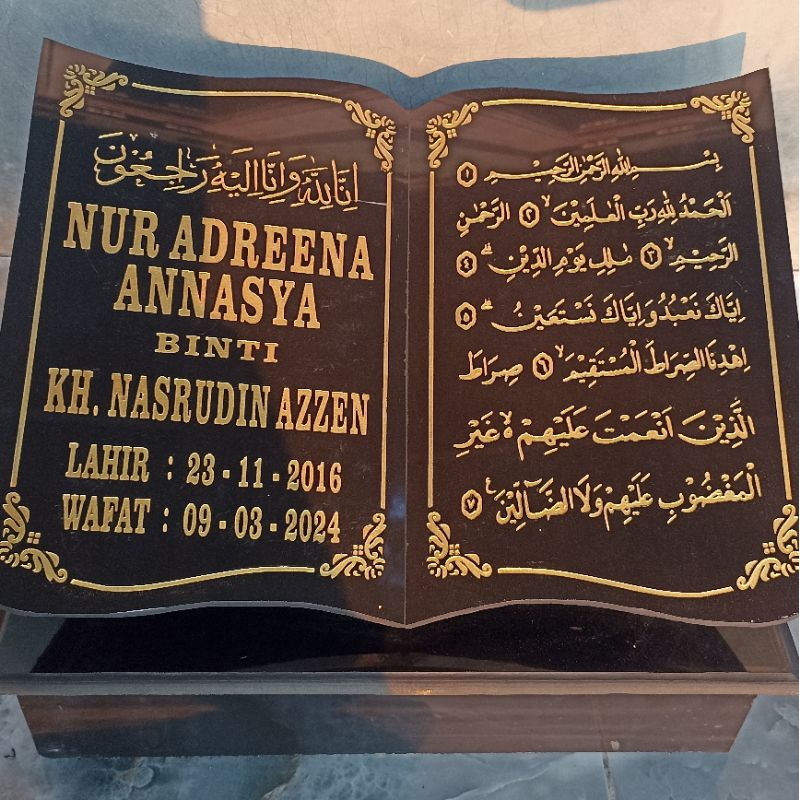 اِنَّا لِلّٰهِ وَاِنَّا اِلَيْهِ رَاجِعُوْنَ
NUR ADREENA
ANNASYA
BINTI
KH. NASRUDIN AZZEN
LAHIR : 23 - 11 - 2016
WAFAT : 09 - 03 - 2024
بِسْمِ اللّٰهِ الرَّحْمٰنِ الرَّحِيْمِ ١
اَلْحَمْدُ لِلّٰهِ رَبِّ الْعٰلَمِيْنَ ٢ الرَّحْمٰنِ
الرَّحِيْمِ ٣ مٰلِكِ يَوْمِ الدِّيْنِ ٤
اِيَّاكَ نَعْبُدُ وَاِيَّاكَ نَسْتَعِيْنُ ٥
اِهْدِنَا الصِّرَاطَ الْمُسْتَقِيْمَ ٦ صِرَاطَ
الَّذِيْنَ اَنْعَمْتَ عَلَيْهِمْ ە غَيْرِ
الْمَغْضُوْبِ عَلَيْهِمْ وَلَا الضَّآلِّيْنَ ٧